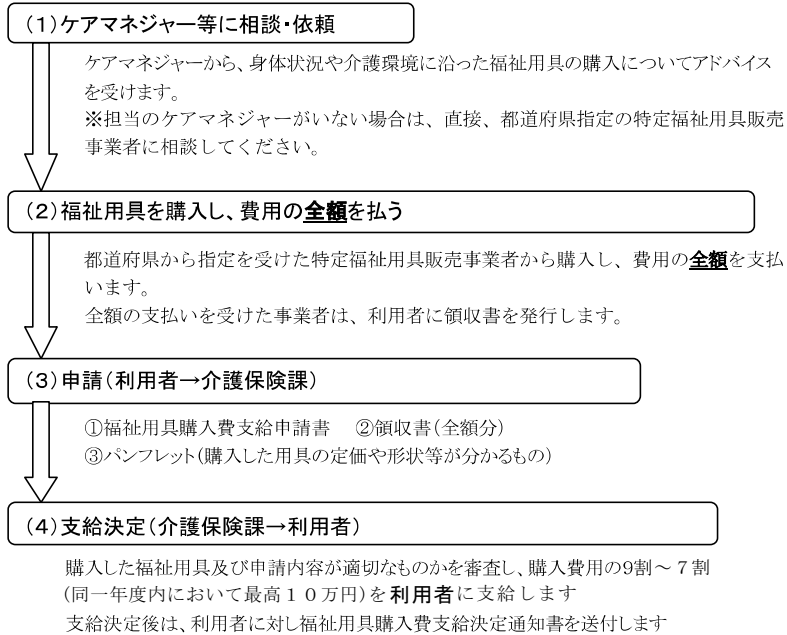 (1)ケアマネジャー等に相談・依頼
ケアマネジャーから、身体状況や介護環境に沿った福祉用具の購入についてアドバイス
を受けます。
※担当のケアマネジャーがいない場合は、直接、都道府県指定の特定福祉用具販売
事業者に相談してください。
(2)福祉用具を購入し、費用の全額を払う
都道府県から指定を受けた特定福祉用具販売事業者から購入し、費用の全額を支払
います。
全額の支払いを受けた事業者は、利用者に領収書を発行します。
(3)申請(利用者→介護保険課)
①福祉用具購入費支給申請書　②領収書(全額分)
③パンフレット(購入した用具の定価や形状等が分かるもの)
(4)支給決定(介護保険課→利用者)
購入した福祉用具及び申請内容が適切なものかを審査し、購入費用の9割～７割
(同一年度内において最高１０万円)を利用者に支給します
支給決定後は、利用者に対し福祉用具購入費支給決定通知書を送付します